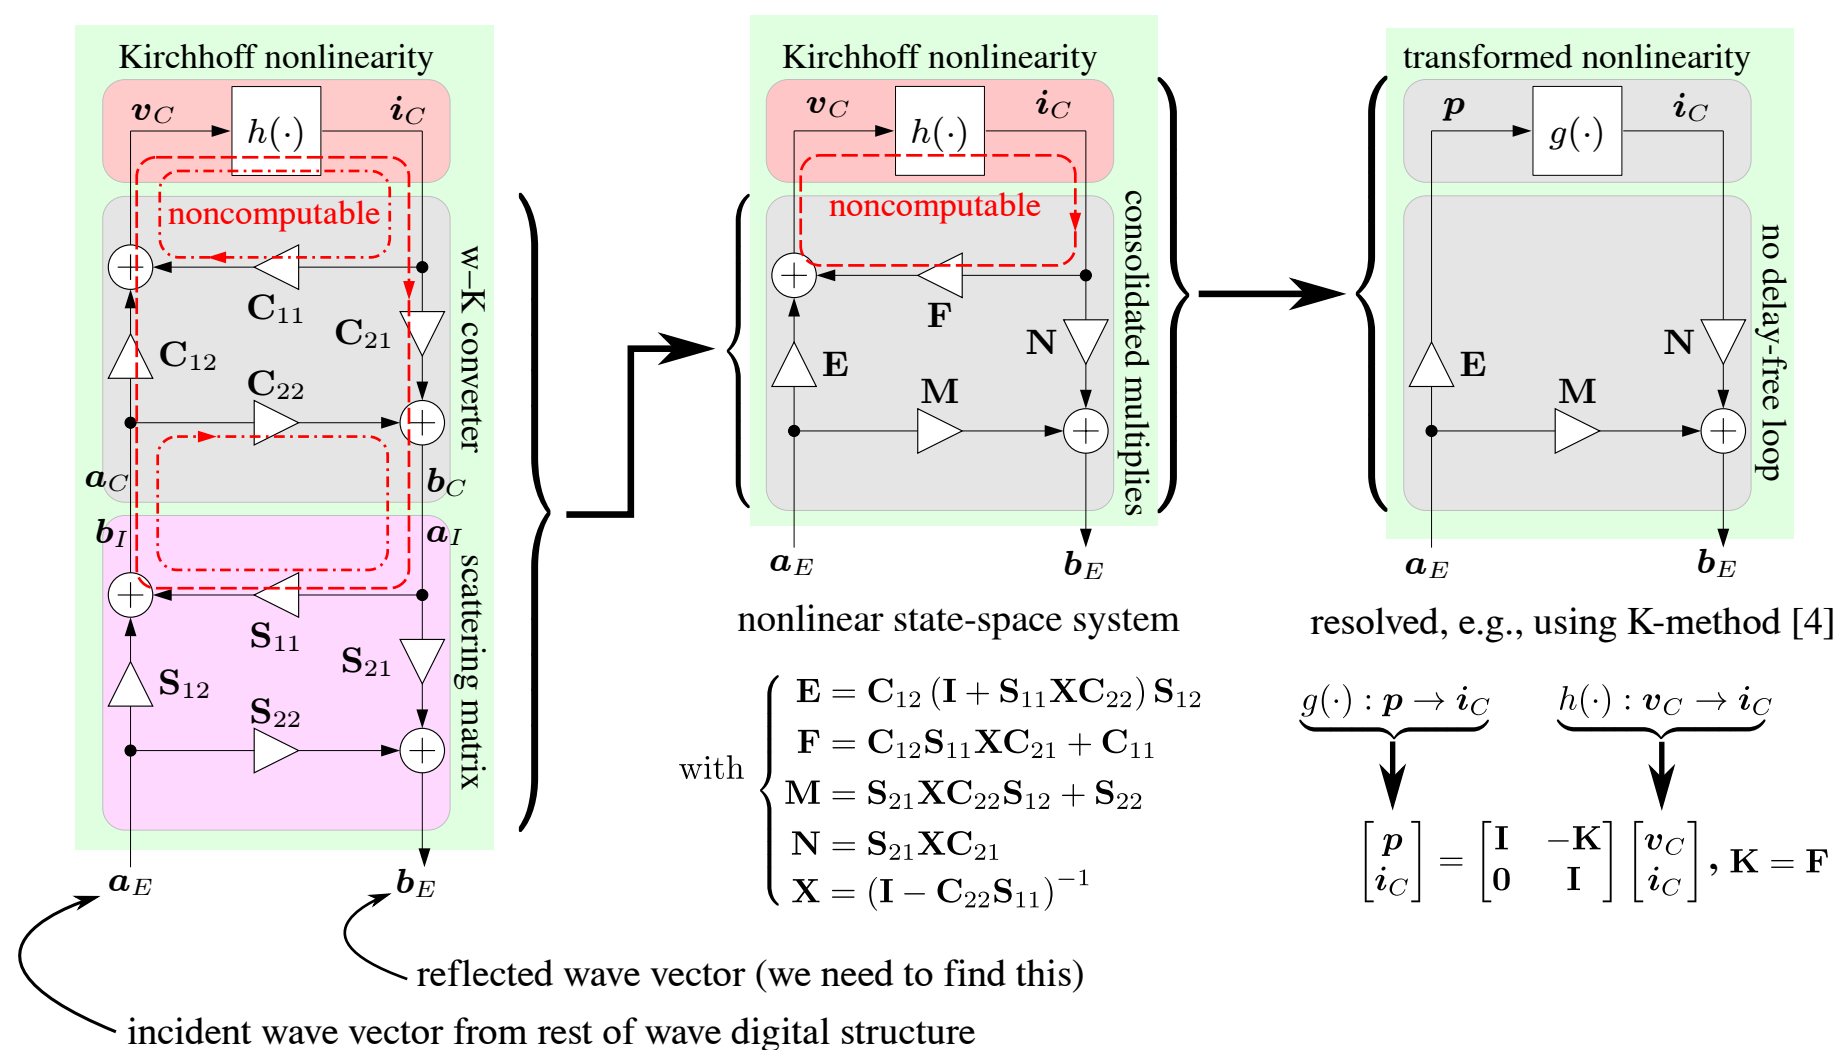 Kirchhoff nonlinearity
v_C
h(·)
i_C
noncomputable
C_11
C_21
C_12
C_22
w–K converter
a_C
b_C
b_I
a_I
S_11
S_21
S_12
S_22
scattering matrix
a_E
b_E
reflected wave vector (we need to find this)
incident wave vector from rest of wave digital structure
Kirchhoff nonlinearity
v_C
h(·)
i_C
noncomputable
F
N
E
M
consolidated multiplies
a_E
b_E
nonlinear state-space system
with
E = C_12 (I + S_11XC_22) S_12
F = C_12S_11XC_21 + C_11
M = S_21XC_22S_12 + S_22
N = S_21XC_21
X = (I − C_22S_11)^−1
transformed nonlinearity
p
g(·)
i_C
N
E
M
no delay-free loop
a_E
b_E
resolved, e.g., using K-method [4]
g(·) : p → i_C
h(·) : v_C → i_C
[p i_C] = [I −K 0 I] [v_C i_C] , K = F